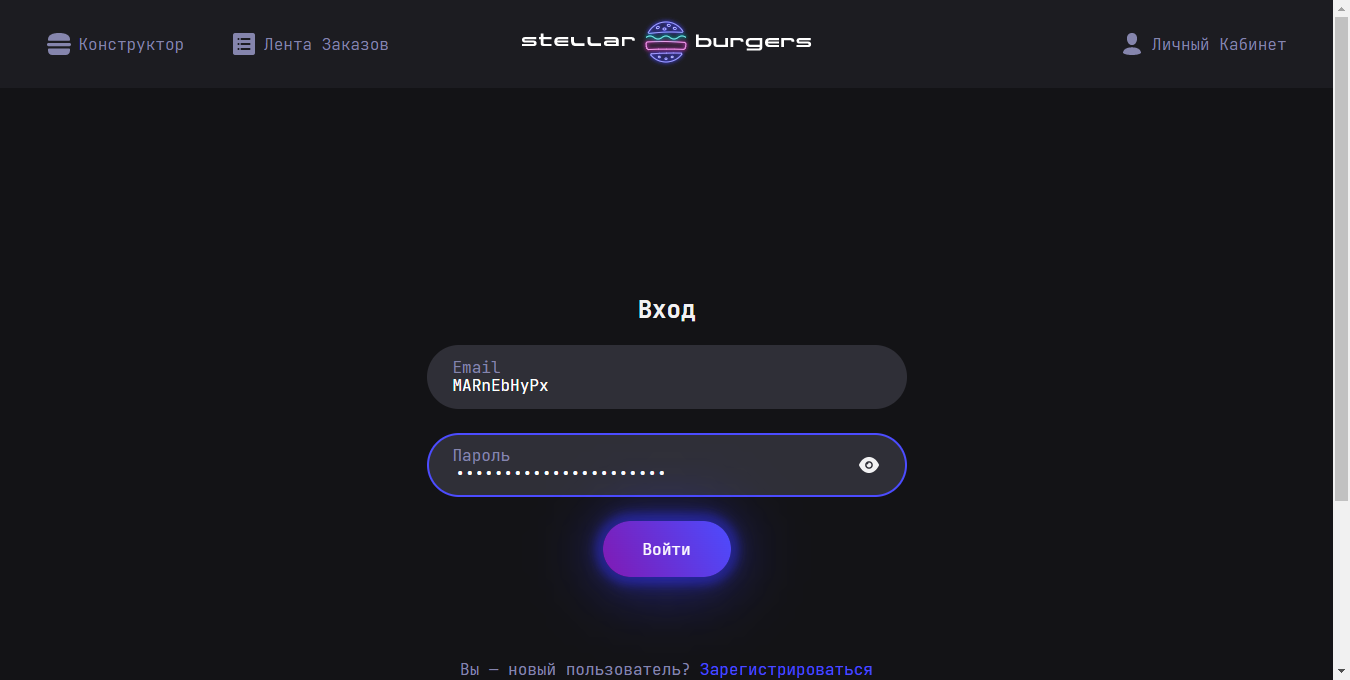 Конструктор
Лента Заказов
stellar burgers
Личный Кабинет
Вход
Email
MARnEbHyPx
Пароль
••••••••••••••••••••••
Войти
Вы — новый пользователь? Зарегистрироваться